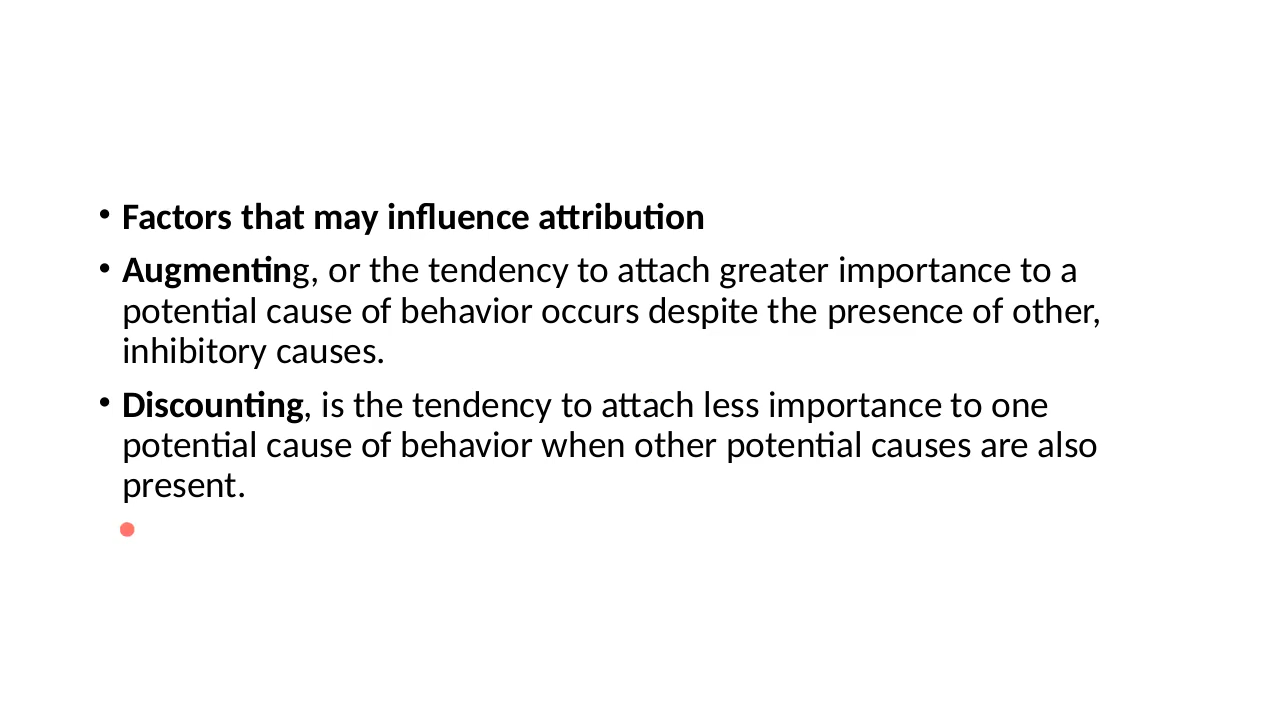 • Factors that may influence attribution
• Augmenting, or the tendency to attach greater importance to a
potential cause of behavior occurs despite the presence of other,
inhibitory causes.
• Discounting, is the tendency to attach less importance to one
potential cause of behavior when other potential causes are also
present.